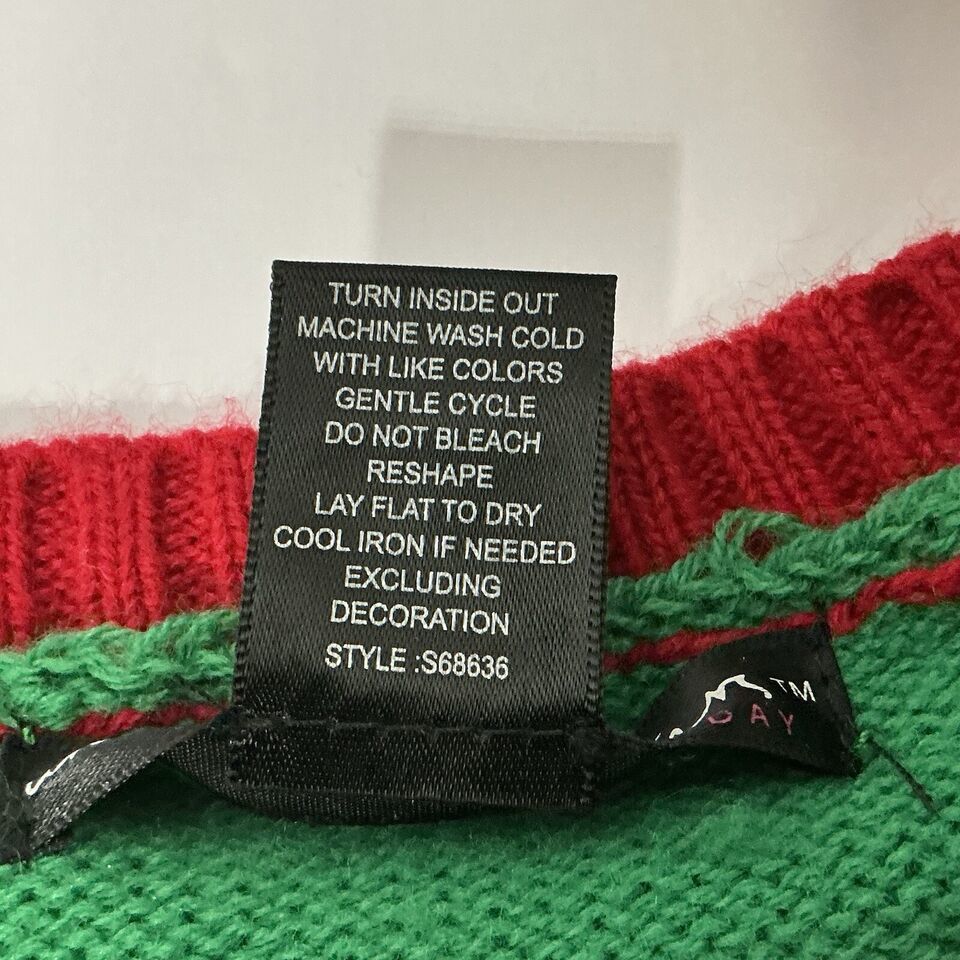 TURN INSIDE OUT
MACHINE WASH COLD
WITH LIKE COLORS
GENTLE CYCLE
DO NOT BLEACH
RESHAPE
LAY FLAT TO DRY
COOL IRON IF NEEDED
EXCLUDING
DECORATION
STYLE :S68636
TM